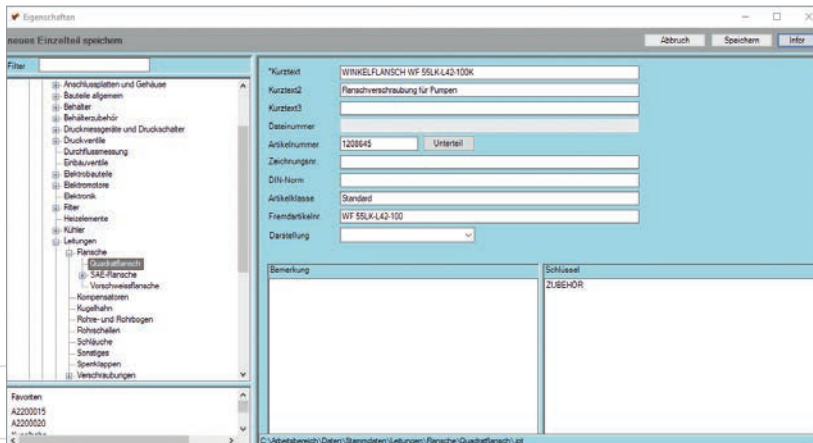 Eigenschaften
neues Einzelteil speichern
Abbruch
Speichern
Infor
Filter
Anschlussplatten und Gehäuse
Bauteile allgemein
Behälter
Behälterzubehör
Druckmessgeräte und Druckschalter
Druckventile
Durchflussmessung
Einbauventile
Elektrobauteile
Elektromotore
Elektronik
Filter
Heizelemente
Kühler
Leitungen
Flansche
Quadratflansch
SAE-Flansche
Vorschweissflansche
Kompensatoren
Kugelhahn
Rohre- und Rohrbogen
Rohrschellen
Schläuche
Sonstiges
Sperrklappen
Verschraubungen
Favoriten
A2200015
A2200020
*Kurztext
WINKELFLANSCH WF 55LK-L42-100K
Kurztext2
Flanschverschraubung für Pumpen
Kurztext3
Dateinummer
Artikelnummer
1208645
Unterteil
Zeichnungsnr.
DIN-Norm
Artikelklasse
Standard
Fremdartikelnr.
WF 55LK-L42-100
Darstellung
Bemerkung
Schlüssel
ZUBEHÖR
C:\Arbeitsbereich\Daten\Stammdaten\Leitungen\Flansche\Quadratflansch\.ipt